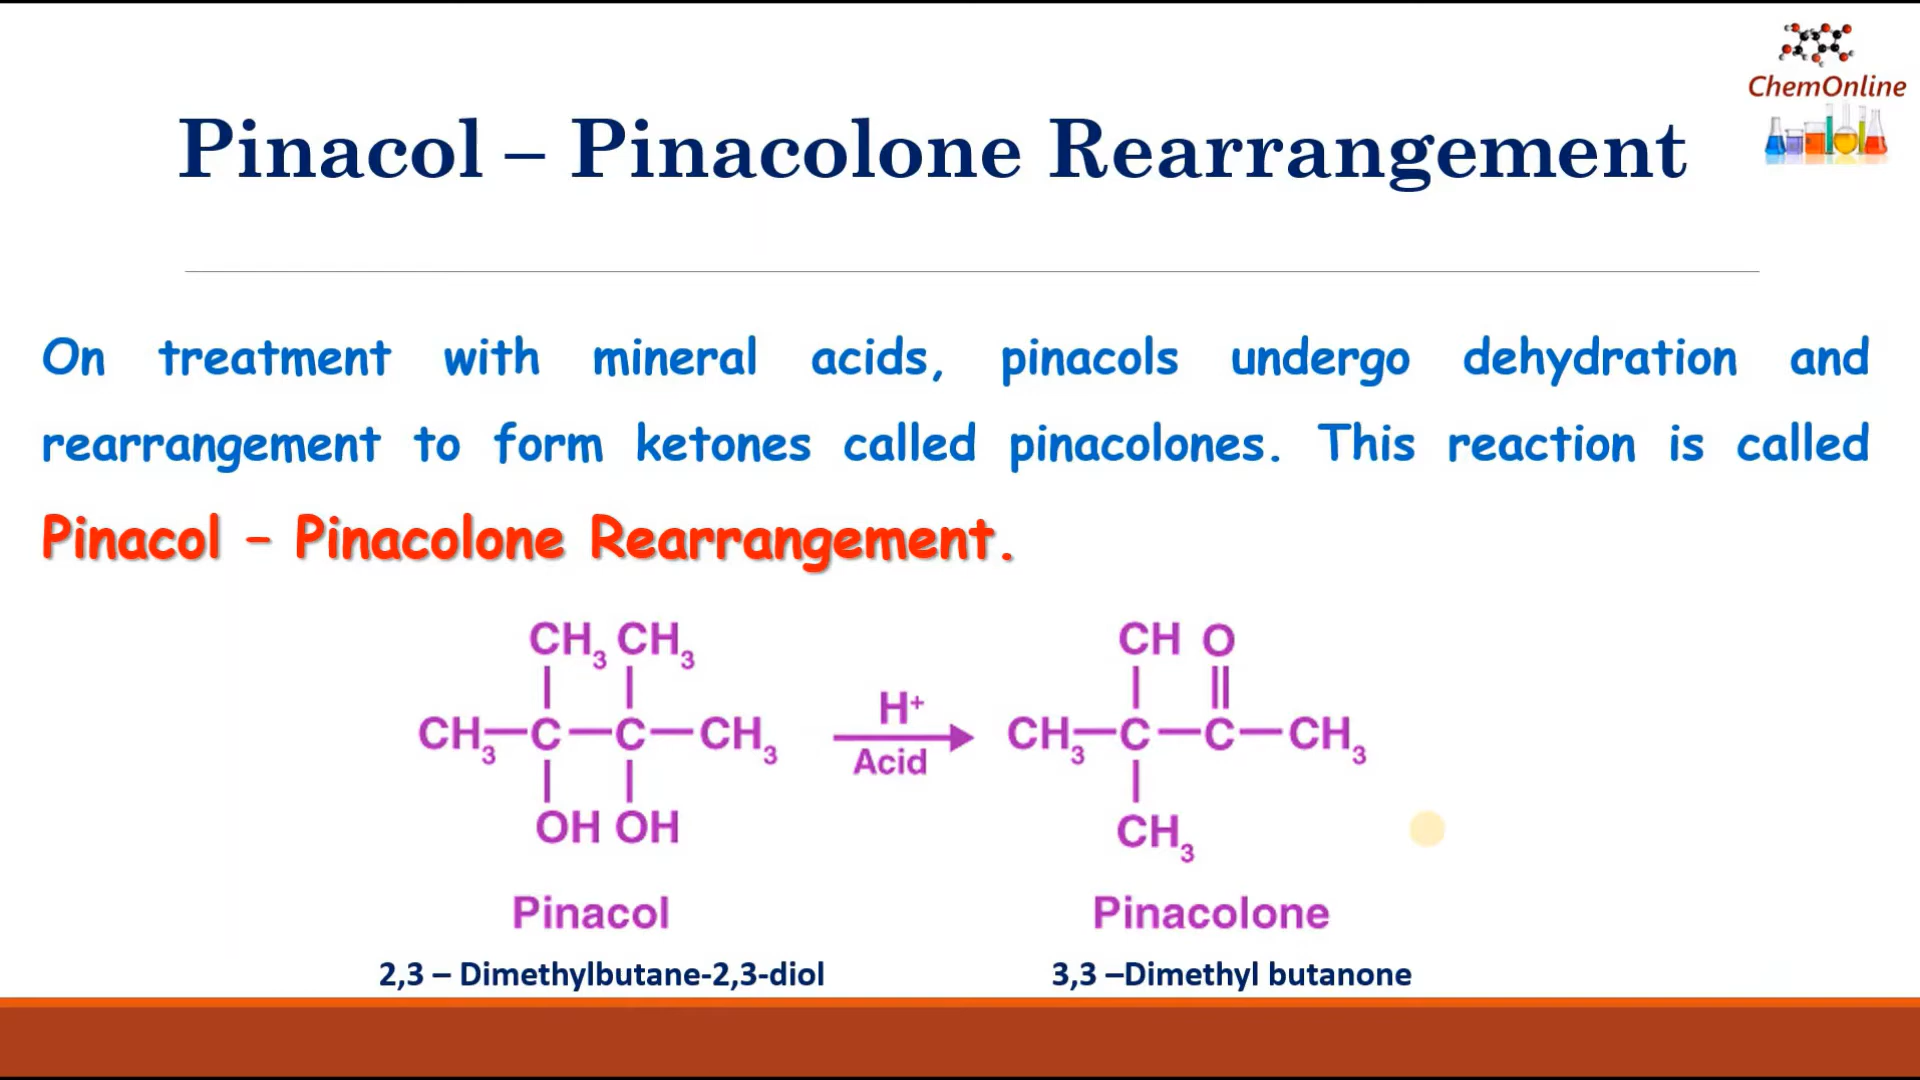 ChemOnline
Pinacol – Pinacolone Rearrangement
On treatment with mineral acids, pinacols undergo dehydration and
rearrangement to form ketones called pinacolones. This reaction is called
Pinacol – Pinacolone Rearrangement.
CH₃ CH₃ CH O
CH₃—C—C—CH₃ H⁺ Acid CH₃—C—C—CH₃
OH OH CH₃
Pinacol Pinacolone
2,3 – Dimethylbutane-2,3-diol 3,3 –Dimethyl butanone